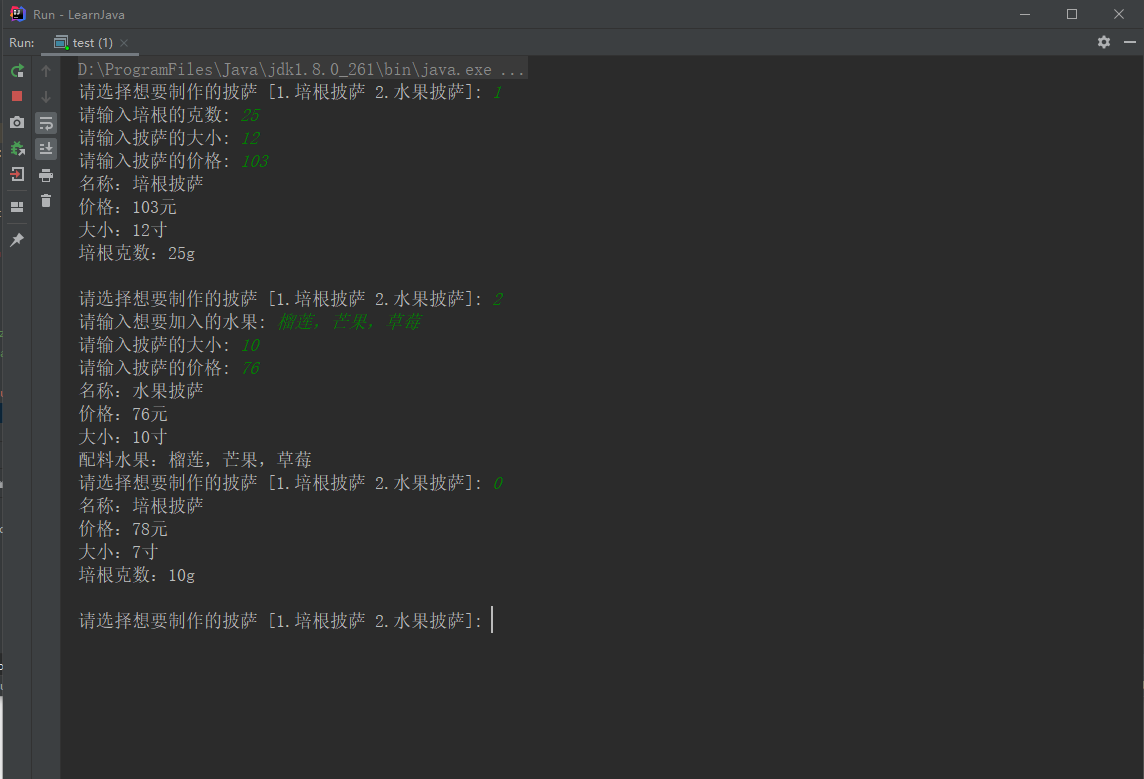 Run - LearnJava
Run: test (1)
D:\ProgramFiles\Java\jdk1.8.0_261\bin\java.exe ...
请选择想要制作的披萨 [1.培根披萨 2.水果披萨]: 1
请输入培根的克数: 25
请输入披萨的大小: 12
请输入披萨的价格: 103
名称：培根披萨
价格：103元
大小：12寸
培根克数：25g
请选择想要制作的披萨 [1.培根披萨 2.水果披萨]: 2
请输入想要加入的水果: 榴莲，芒果，草莓
请输入披萨的大小: 10
请输入披萨的价格: 76
名称：水果披萨
价格：76元
大小：10寸
配料水果：榴莲，芒果，草莓
请选择想要制作的披萨 [1.培根披萨 2.水果披萨]: 0
名称：培根披萨
价格：78元
大小：7寸
培根克数：10g
请选择想要制作的披萨 [1.培根披萨 2.水果披萨]: